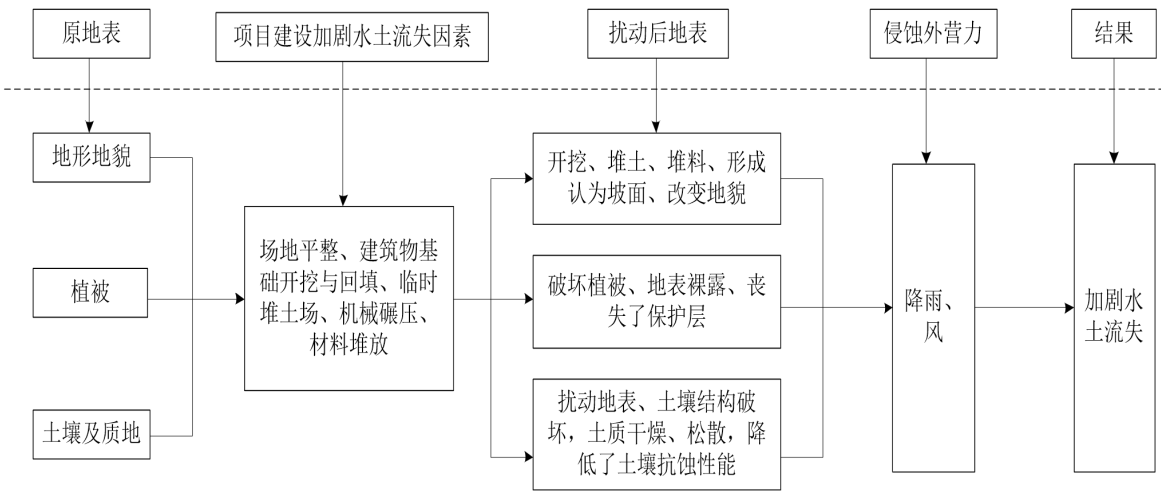 原地表
项目建设加剧水土流失因素
扰动后地表
侵蚀外营力
结果
地形地貌
植被
土壤及质地
场地平整、建筑物基
础开挖与回填、临时
堆土场、机械碾压、
材料堆放
开挖、堆土、堆料、形成
认为坡面、改变地貌
破坏植被、地表裸露、丧
失了保护层
扰动地表、土壤结构破
坏，土质干燥、松散，降
低了土壤抗蚀性能
降雨、
风
加剧水
土流失